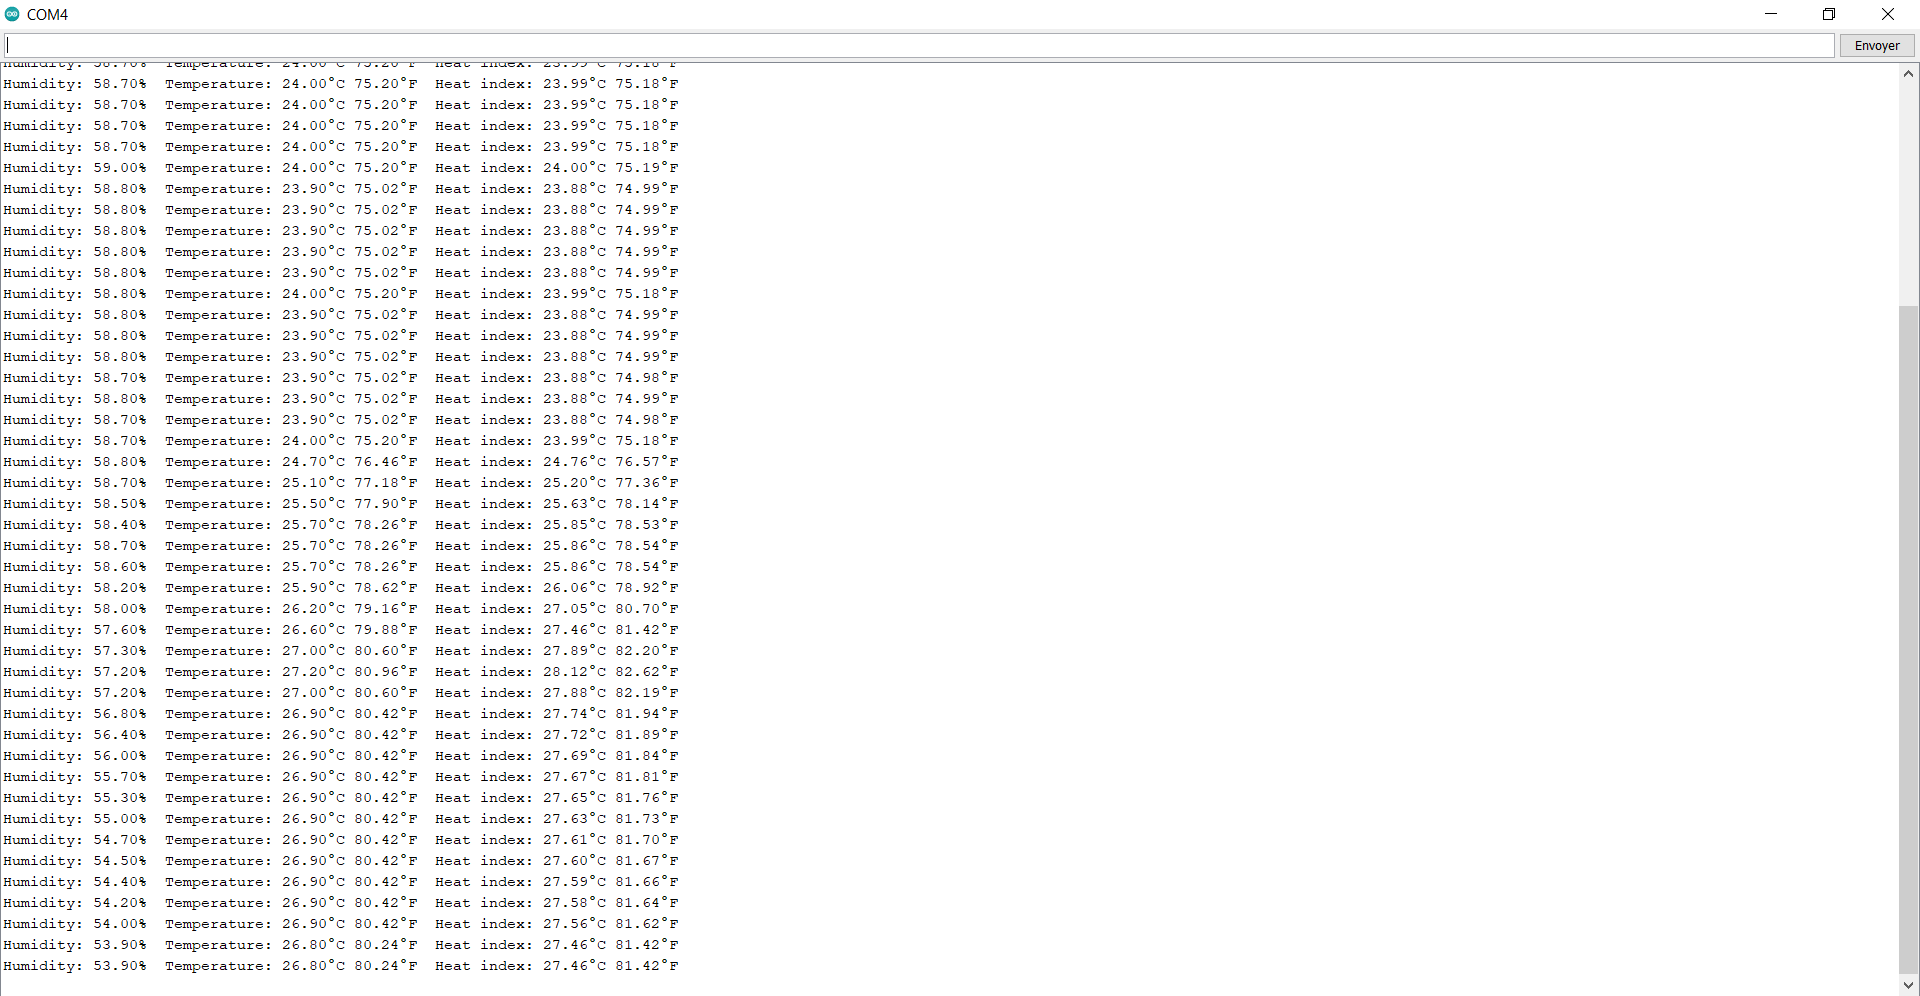 COM4
Envoyer
Humidity: 58.70%  Temperature: 24.00°C 75.20°F  Heat index: 23.99°C 75.18°F
Humidity: 58.70%  Temperature: 24.00°C 75.20°F  Heat index: 23.99°C 75.18°F
Humidity: 58.70%  Temperature: 24.00°C 75.20°F  Heat index: 23.99°C 75.18°F
Humidity: 58.70%  Temperature: 24.00°C 75.20°F  Heat index: 23.99°C 75.18°F
Humidity: 58.70%  Temperature: 24.00°C 75.20°F  Heat index: 23.99°C 75.18°F
Humidity: 59.00%  Temperature: 24.00°C 75.20°F  Heat index: 24.00°C 75.19°F
Humidity: 58.80%  Temperature: 23.90°C 75.02°F  Heat index: 23.88°C 74.99°F
Humidity: 58.80%  Temperature: 23.90°C 75.02°F  Heat index: 23.88°C 74.99°F
Humidity: 58.80%  Temperature: 23.90°C 75.02°F  Heat index: 23.88°C 74.99°F
Humidity: 58.80%  Temperature: 23.90°C 75.02°F  Heat index: 23.88°C 74.99°F
Humidity: 58.80%  Temperature: 23.90°C 75.02°F  Heat index: 23.88°C 74.99°F
Humidity: 58.80%  Temperature: 24.00°C 75.20°F  Heat index: 23.99°C 75.18°F
Humidity: 58.80%  Temperature: 23.90°C 75.02°F  Heat index: 23.88°C 74.99°F
Humidity: 58.80%  Temperature: 23.90°C 75.02°F  Heat index: 23.88°C 74.99°F
Humidity: 58.80%  Temperature: 23.90°C 75.02°F  Heat index: 23.88°C 74.99°F
Humidity: 58.70%  Temperature: 23.90°C 75.02°F  Heat index: 23.88°C 74.98°F
Humidity: 58.80%  Temperature: 23.90°C 75.02°F  Heat index: 23.88°C 74.99°F
Humidity: 58.70%  Temperature: 23.90°C 75.02°F  Heat index: 23.88°C 74.98°F
Humidity: 58.70%  Temperature: 24.00°C 75.20°F  Heat index: 23.99°C 75.18°F
Humidity: 58.80%  Temperature: 24.70°C 76.46°F  Heat index: 24.76°C 76.57°F
Humidity: 58.70%  Temperature: 25.10°C 77.18°F  Heat index: 25.20°C 77.36°F
Humidity: 58.50%  Temperature: 25.50°C 77.90°F  Heat index: 25.63°C 78.14°F
Humidity: 58.40%  Temperature: 25.70°C 78.26°F  Heat index: 25.85°C 78.53°F
Humidity: 58.70%  Temperature: 25.70°C 78.26°F  Heat index: 25.86°C 78.54°F
Humidity: 58.60%  Temperature: 25.70°C 78.26°F  Heat index: 25.86°C 78.54°F
Humidity: 58.20%  Temperature: 25.90°C 78.62°F  Heat index: 26.06°C 78.92°F
Humidity: 58.00%  Temperature: 26.20°C 79.16°F  Heat index: 27.05°C 80.70°F
Humidity: 57.60%  Temperature: 26.60°C 79.88°F  Heat index: 27.46°C 81.42°F
Humidity: 57.30%  Temperature: 27.00°C 80.60°F  Heat index: 27.89°C 82.20°F
Humidity: 57.20%  Temperature: 27.20°C 80.96°F  Heat index: 28.12°C 82.62°F
Humidity: 57.20%  Temperature: 27.00°C 80.60°F  Heat index: 27.88°C 82.19°F
Humidity: 56.80%  Temperature: 26.90°C 80.42°F  Heat index: 27.74°C 81.94°F
Humidity: 56.40%  Temperature: 26.90°C 80.42°F  Heat index: 27.72°C 81.89°F
Humidity: 56.00%  Temperature: 26.90°C 80.42°F  Heat index: 27.69°C 81.84°F
Humidity: 55.70%  Temperature: 26.90°C 80.42°F  Heat index: 27.67°C 81.81°F
Humidity: 55.30%  Temperature: 26.90°C 80.42°F  Heat index: 27.65°C 81.76°F
Humidity: 55.00%  Temperature: 26.90°C 80.42°F  Heat index: 27.63°C 81.73°F
Humidity: 54.70%  Temperature: 26.90°C 80.42°F  Heat index: 27.61°C 81.70°F
Humidity: 54.50%  Temperature: 26.90°C 80.42°F  Heat index: 27.60°C 81.67°F
Humidity: 54.40%  Temperature: 26.90°C 80.42°F  Heat index: 27.59°C 81.66°F
Humidity: 54.20%  Temperature: 26.90°C 80.42°F  Heat index: 27.58°C 81.64°F
Humidity: 54.00%  Temperature: 26.90°C 80.42°F  Heat index: 27.56°C 81.62°F
Humidity: 53.90%  Temperature: 26.80°C 80.24°F  Heat index: 27.46°C 81.42°F
Humidity: 53.90%  Temperature: 26.80°C 80.24°F  Heat index: 27.46°C 81.42°F